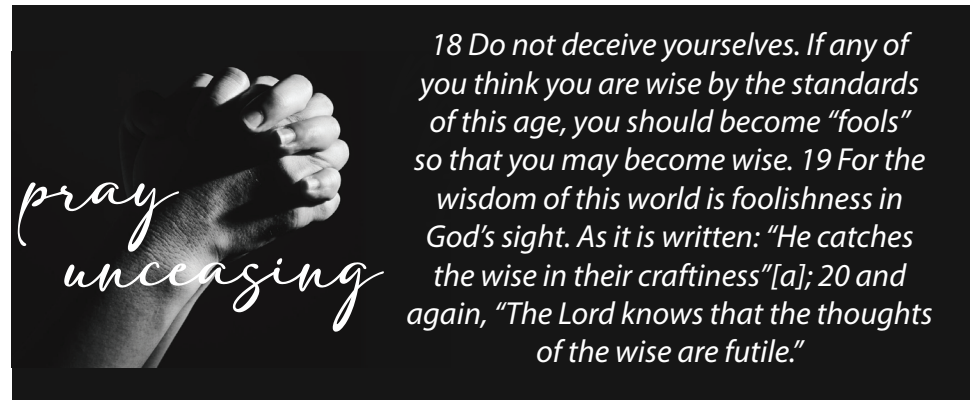 pray
unceasing
18 Do not deceive yourselves. If any of
you think you are wise by the standards
of this age, you should become “fools”
so that you may become wise. 19 For the
wisdom of this world is foolishness in
God’s sight. As it is written: “He catches
the wise in their craftiness”[a]; 20 and
again, “The Lord knows that the thoughts
of the wise are futile.”